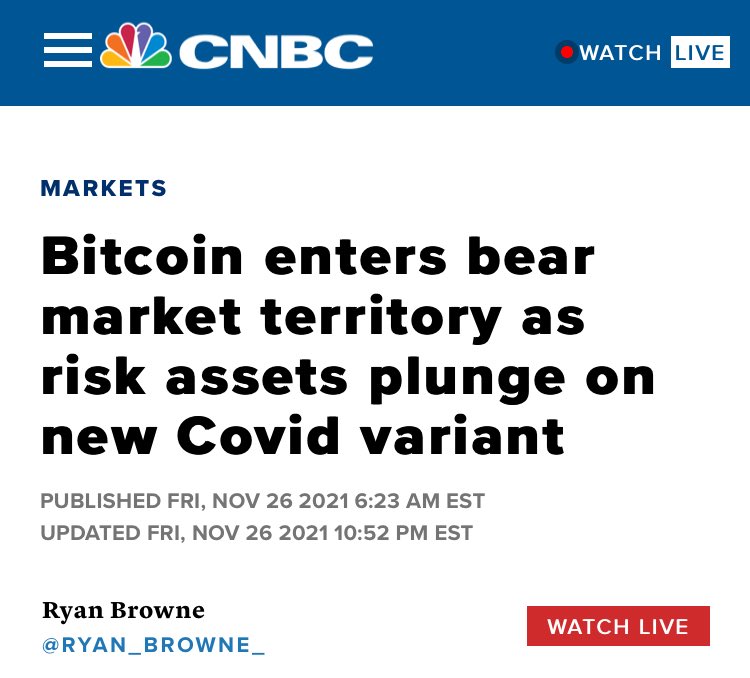 CNBC
WATCH LIVE
MARKETS
Bitcoin enters bear
market territory as
risk assets plunge on
new Covid variant
PUBLISHED FRI, NOV 26 2021 6:23 AM EST
UPDATED FRI, NOV 26 2021 10:52 PM EST
Ryan Browne
@RYAN_BROWNE_
WATCH LIVE